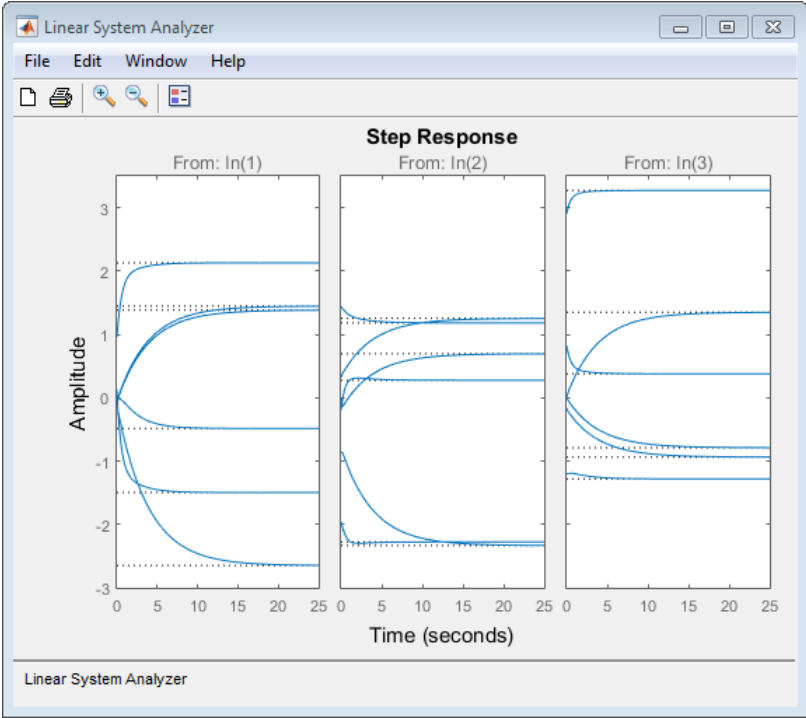 Linear System Analyzer
File Edit Window Help
Step Response
From: In(1) From: In(2) From: In(3)
Amplitude
3
2
1
0
-1
-2
-3
0 5 10 15 20 25 0 5 10 15 20 25 0 5 10 15 20 25
Time (seconds)
Linear System Analyzer